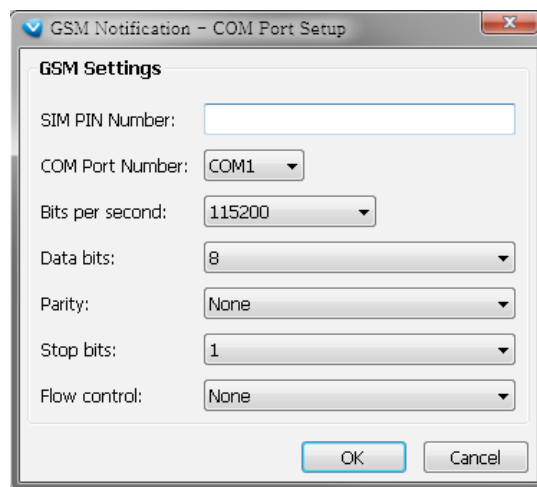 GSM Notification - COM Port Setup
GSM Settings
SIM PIN Number:
COM Port Number: COM1
Bits per second: 115200
Data bits: 8
Parity: None
Stop bits: 1
Flow control: None
OK Cancel